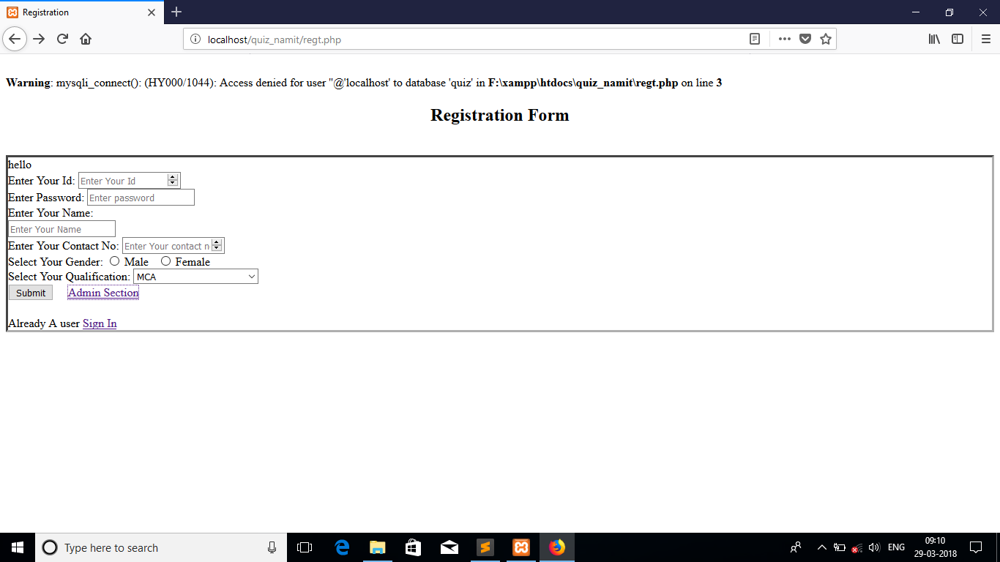 Registration
localhost/quiz_namit/regt.php
Warning: mysqli_connect(): (HY000/1044): Access denied for user ''@'localhost' to database 'quiz' in F:\xampp\htdocs\quiz_namit\regt.php on line 3
Registration Form
hello
Enter Your Id: Enter Your Id
Enter Password: Enter password
Enter Your Name:
Enter Your Name
Enter Your Contact No: Enter Your contact n
Select Your Gender: Male Female
Select Your Qualification: MCA
Submit Admin Section
Already A user Sign In
Type here to search
ENG
09:10
29-03-2018